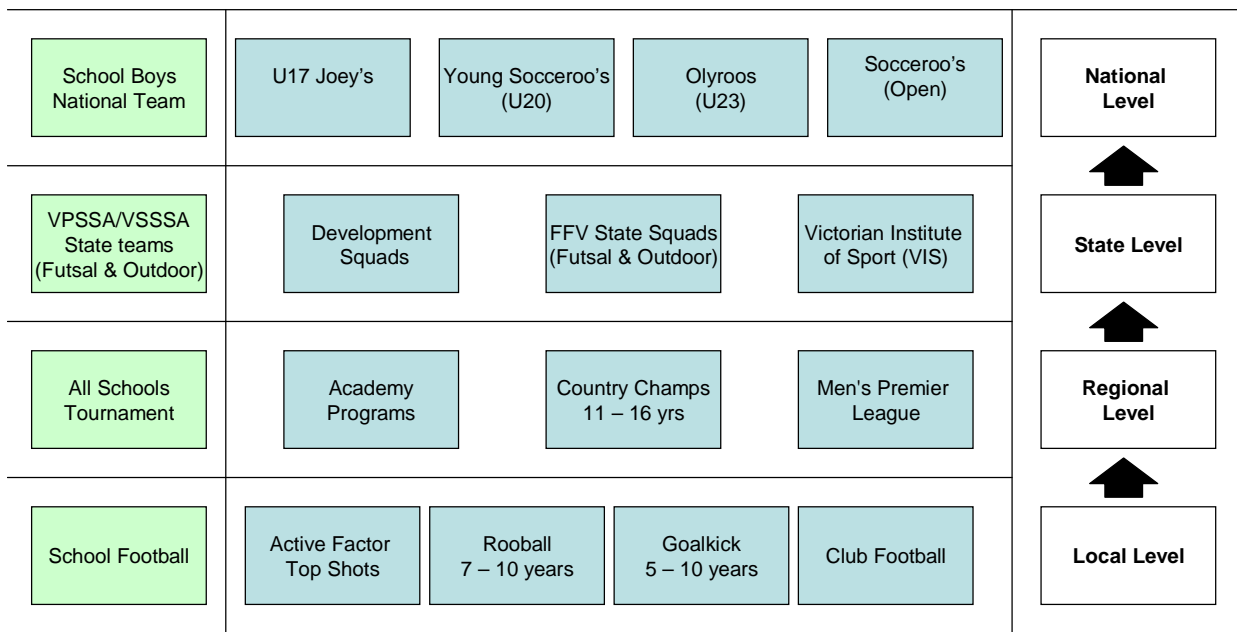 School Boys
National Team
U17 Joey's
Young Socceroo's
(U20)
Olyroos
(U23)
Socceroo's
(Open)
National
Level
VPSSA/VSSSA
State teams
(Futsal & Outdoor)
Development
Squads
FFV State Squads
(Futsal & Outdoor)
Victorian Institute
of Sport (VIS)
State Level
All Schools
Tournament
Academy
Programs
Country Champs
11 – 16 yrs
Men's Premier
League
Regional
Level
School Football
Active Factor
Top Shots
Rooball
7 – 10 years
Goalkick
5 – 10 years
Club Football
Local Level